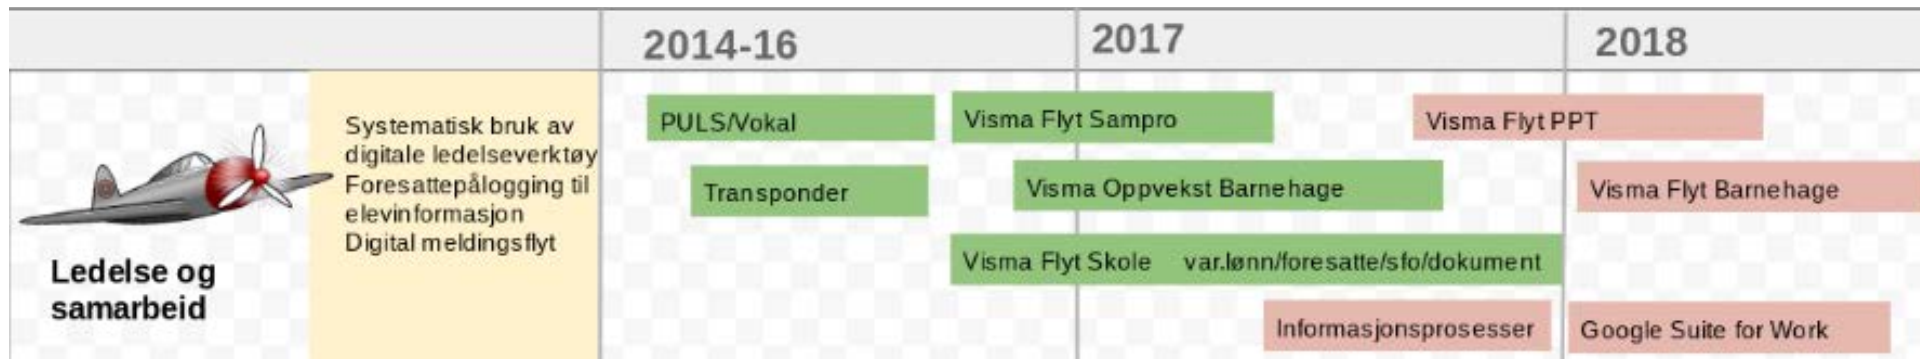 2014-16
2017
2018
Ledelse og
samarbeid
Systematisk bruk av
digitale ledelseverktøy
Foresattepålogging til
elevinformasjon
Digital meldingsflyt
PULS/Vokal
Visma Flyt Sampro
Visma Flyt PPT
Transponder
Visma Oppvekst Barnehage
Visma Flyt Barnehage
Visma Flyt Skole var.lønn/foresatte/sfo/dokument
Informasjonsprosesser
Google Suite for Work